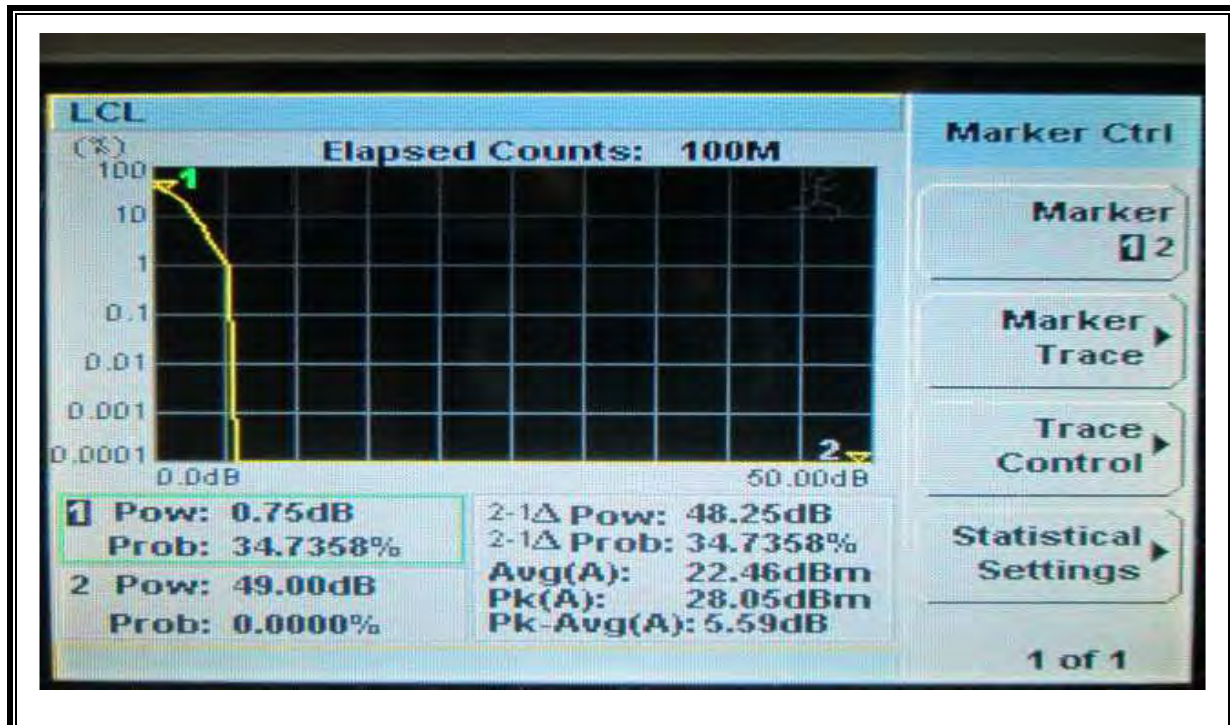 LCL
(%)
Elapsed Counts: 100M
100
10
1
0.1
0.01
0.001
0.0001
1
2
0.0dB 50.00dB
1 Pow: 0.75dB
Prob: 34.7358%
2 Pow: 49.00dB
Prob: 0.0000%
2-1Δ Pow: 48.25dB
2-1Δ Prob: 34.7358%
Avg(A): 22.46dBm
Pk(A): 28.05dBm
Pk-Avg(A): 5.59dB
Marker Ctrl
Marker
1 2
Marker
Trace
Trace
Control
Statistical
Settings
1 of 1